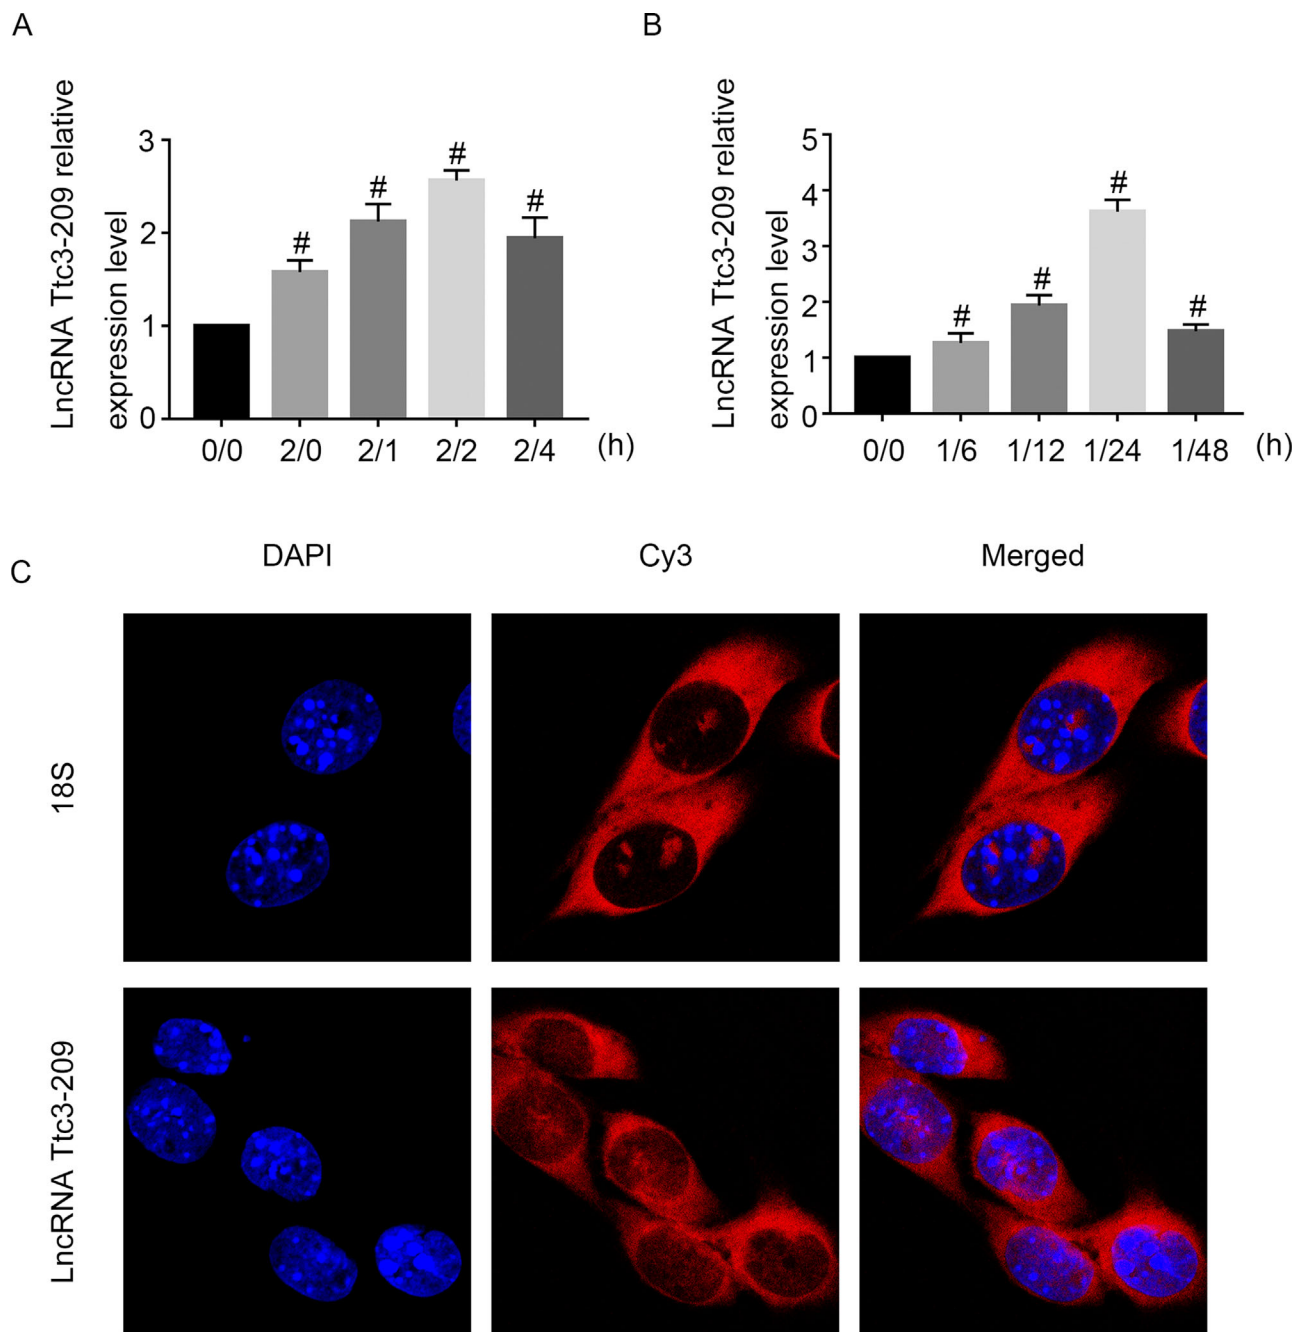 A
LncRNA Ttc3-209 relative
expression level
3
2
1
0
#
#
#
#
0/0
2/0
2/1
2/2
2/4
(h)
B
LncRNA Ttc3-209 relative
expression level
5
4
3
2
1
0
#
#
#
#
0/0
1/6
1/12
1/24
1/48
(h)
C
DAPI
Cy3
Merged
18S
LncRNA Ttc3-209